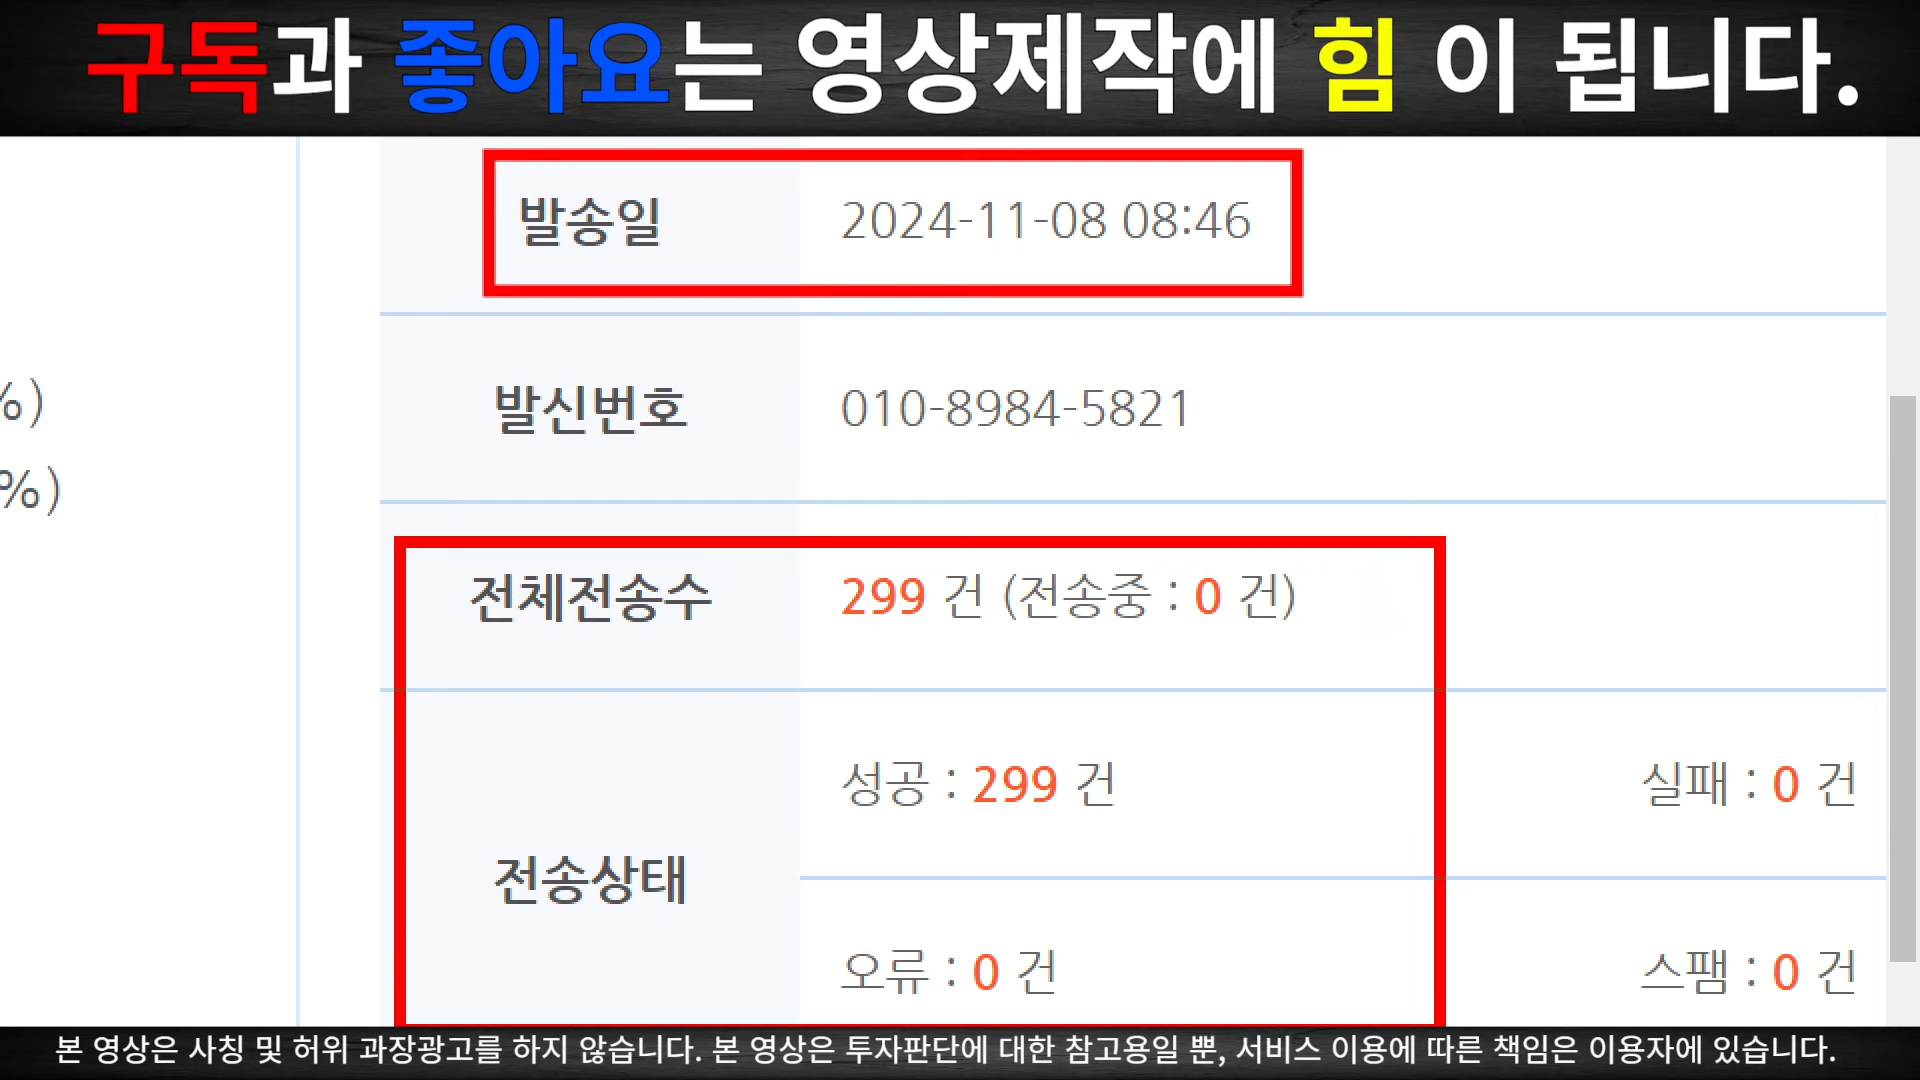 구독과 좋아요는 영상제작에 힘 이 됩니다.
발송일 2024-11-08 08:46
%)
발신번호 010-8984-5821
%)
전체전송수 299 건 (전송중 : 0 건)
성공 : 299 건 실패 : 0 건
전송상태
오류 : 0 건 스팸 : 0 건
본 영상은 사칭 및 허위 과장광고를 하지 않습니다. 본 영상은 투자판단에 대한 참고용일 뿐, 서비스 이용에 따른 책임은 이용자에 있습니다.